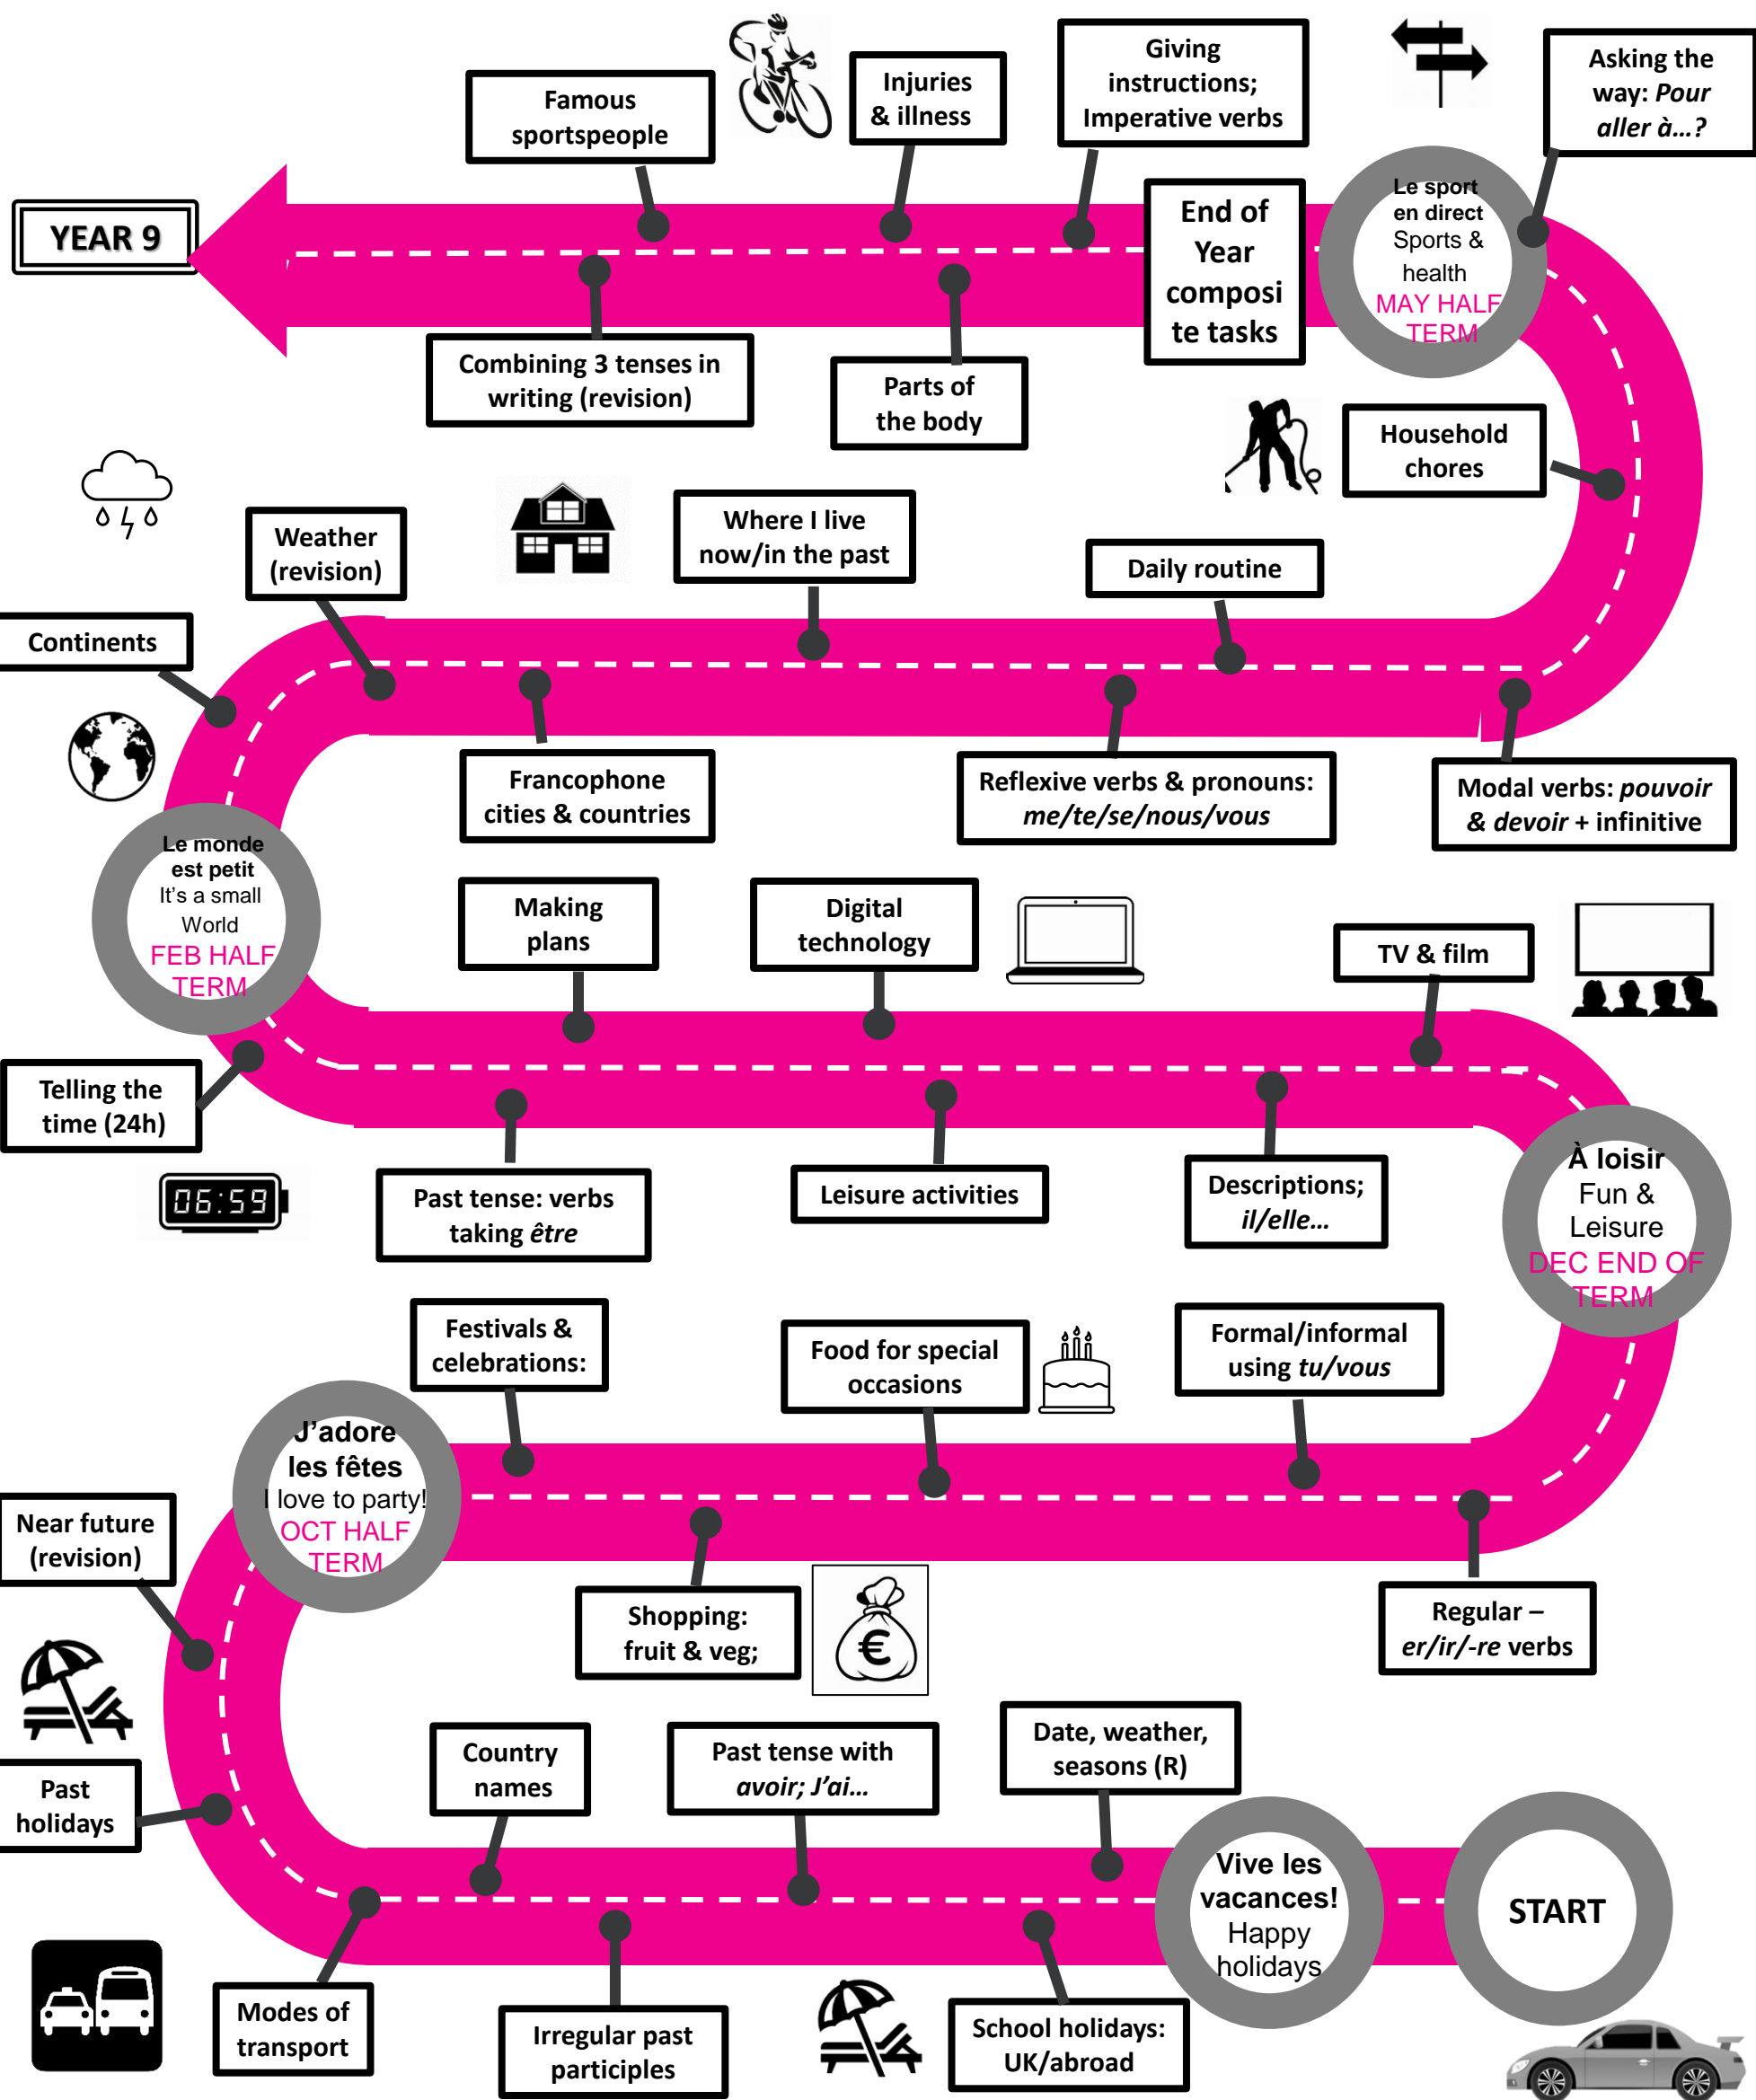 Famous
sportspeople
Injuries
& illness
Giving
instructions;
Imperative verbs
Asking the
way: Pour
aller à...?
YEAR 9
End of
Year
composi
te tasks
Le sport
en direct
Sports &
health
MAY HALF
TERM
Combining 3 tenses in
writing (revision)
Parts of
the body
Household
chores
Weather
(revision)
Where I live
now/in the past
Daily routine
Continents
Francophone
cities & countries
Reflexive verbs & pronouns:
me/te/se/nous/vous
Modal verbs: pouvoir
& devoir + infinitive
Le monde
est petit
It's a small
World
FEB HALF
TERM
Making
plans
Digital
technology
TV & film
Telling the
time (24h)
06:59
Past tense: verbs
taking être
Leisure activities
Descriptions;
il/elle...
À loisir
Fun &
Leisure
DEC END OF
TERM
Festivals &
celebrations:
Food for special
occasions
Formal/informal
using tu/vous
J'adore
les fêtes
I love to party!
OCT HALF
TERM
Near future
(revision)
Shopping:
fruit & veg;
€
Regular –
er/ir/-re verbs
Past
holidays
Country
names
Past tense with
avoir; J'ai...
Date, weather,
seasons (R)
Vive les
vacances!
Happy
holidays
START
Modes of
transport
Irregular past
participles
School holidays:
UK/abroad